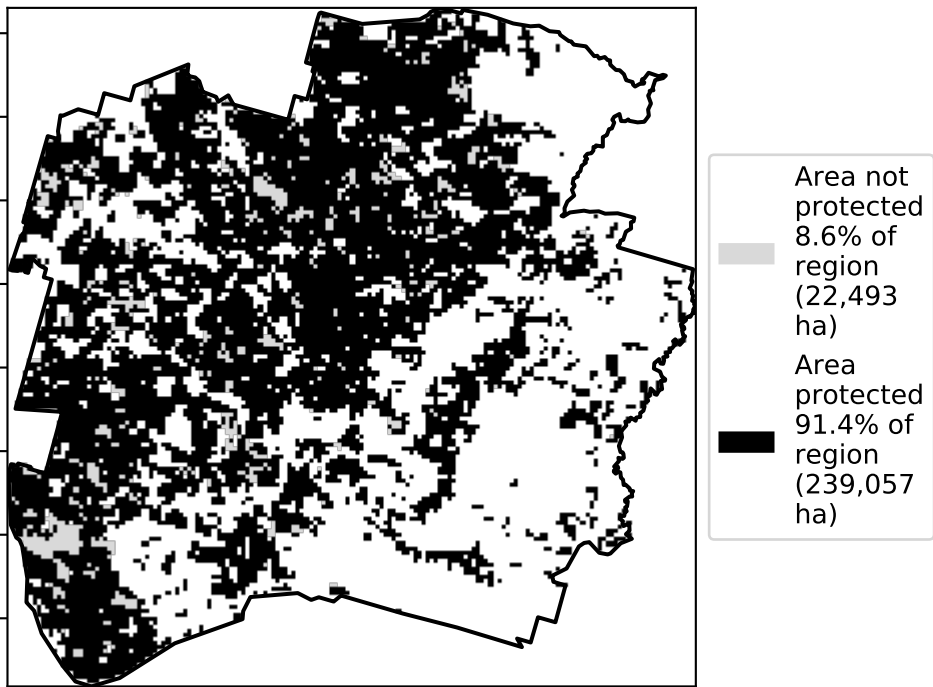 Area not
protected
8.6% of
region
(22,493
ha)
Area
protected
91.4% of
region
(239,057
ha)